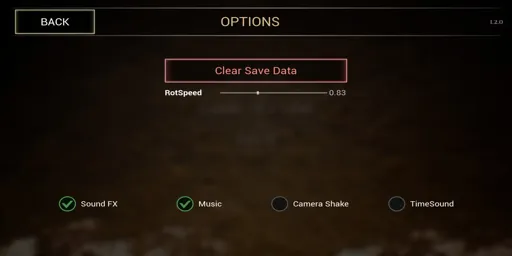 BACK
OPTIONS
1.2.0
Clear Save Data
RotSpeed
0.83
Sound FX
Music
Camera Shake
TimeSound